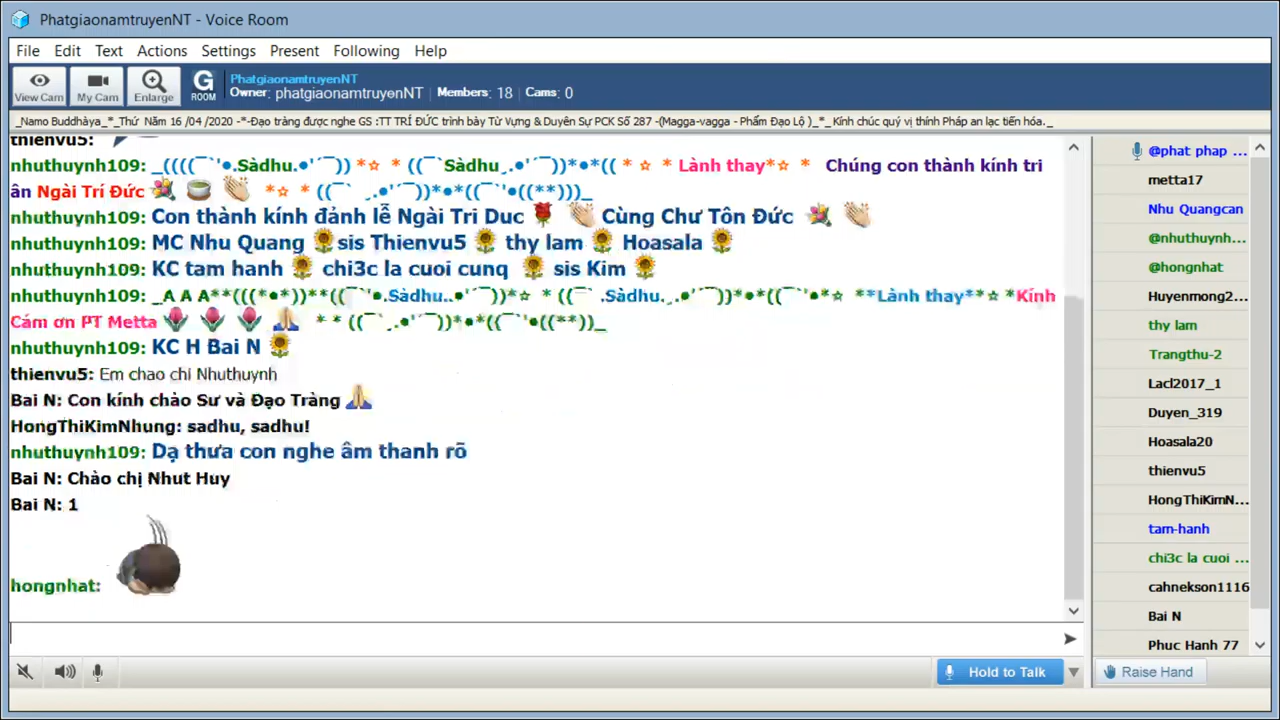 PhatgiaonamtruyenNT - Voice Room
File Edit Text Actions Settings Present Following Help
View Cam My Cam Enlarge G ROOM PhatgiaonamtruyenNT
Owner: phatgiaonamtruyenNT Members: 18 Cams: 0
_Namo Buddhàya_*_Thứ Năm 16 /04 /2020 -*-Đạo tràng được nghe GS :TT TRÍ ĐỨC trình bày Từ Vựng & Duyên Sự PCK Số 287 -(Magga-vagga - Phẩm Đạo Lộ )_*_ Kính chúc quý vị thính Pháp an lạc tiến hóa._
thienvu5:
nhuthuynh109: _((((¯`'•.Sàdhu.•'´¯)) *☆ * ((¯`Sàdhu_.•'´¯))*•*(( * ☆ * Lành thay*☆ * Chúng con thành kính tri
ân Ngài Trí Đức *☆ * ((¯` .•'´¯))*•*((¯`'•((**)))_
nhuthuynh109: Con thành kính đảnh lễ Ngài Tri Duc Cùng Chư Tôn Đức
nhuthuynh109: MC Nhu Quang sis Thienvu5 thy lam Hoasala
nhuthuynh109: KC tam hanh chi3c la cuoi cunq sis Kim
nhuthuynh109: _A A A**(((*•*))**((¯`'•.Sàdhu..•'´¯))*☆ * ((¯` .Sàdhu._.•'´¯))*•*((¯`'•☆ **Lành thay**☆ *Kính
Cám ơn PT Metta * * ((¯`_.•'´¯))*•*((¯`'•((**))_
nhuthuynh109: KC H Bai N
thienvu5: Em chao chi Nhuthuynh
Bai N: Con kính chào Sư và Đạo Tràng
HongThiKimNhung: sadhu, sadhu!
nhuthuynh109: Dạ thưa con nghe âm thanh rõ
Bai N: Chào chị Nhut Huy
Bai N: 1
hongnhat:
@phat phap ...
metta17
Nhu Quangcan
@nhuthuynh...
@hongnhat
Huyenmong2...
thy lam
Trangthu-2
Lacl2017_1
Duyen_319
Hoasala20
thienvu5
HongThiKimN...
tam-hanh
chi3c la cuoi ...
cahnekson1116
Bai N
Phuc Hanh 77
Hold to Talk Raise Hand